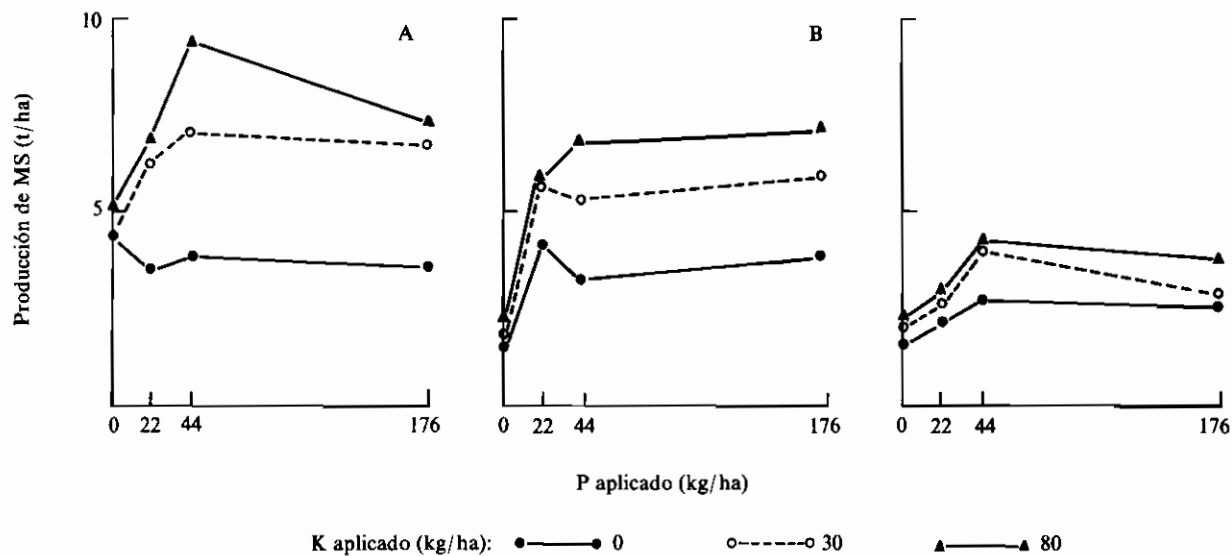 10
A
B
Producción de MS (t/ha)
5
0 22 44 176 0 22 44 176 0 22 44 176
P aplicado (kg/ha)
K aplicado (kg/ha): 0 30 80